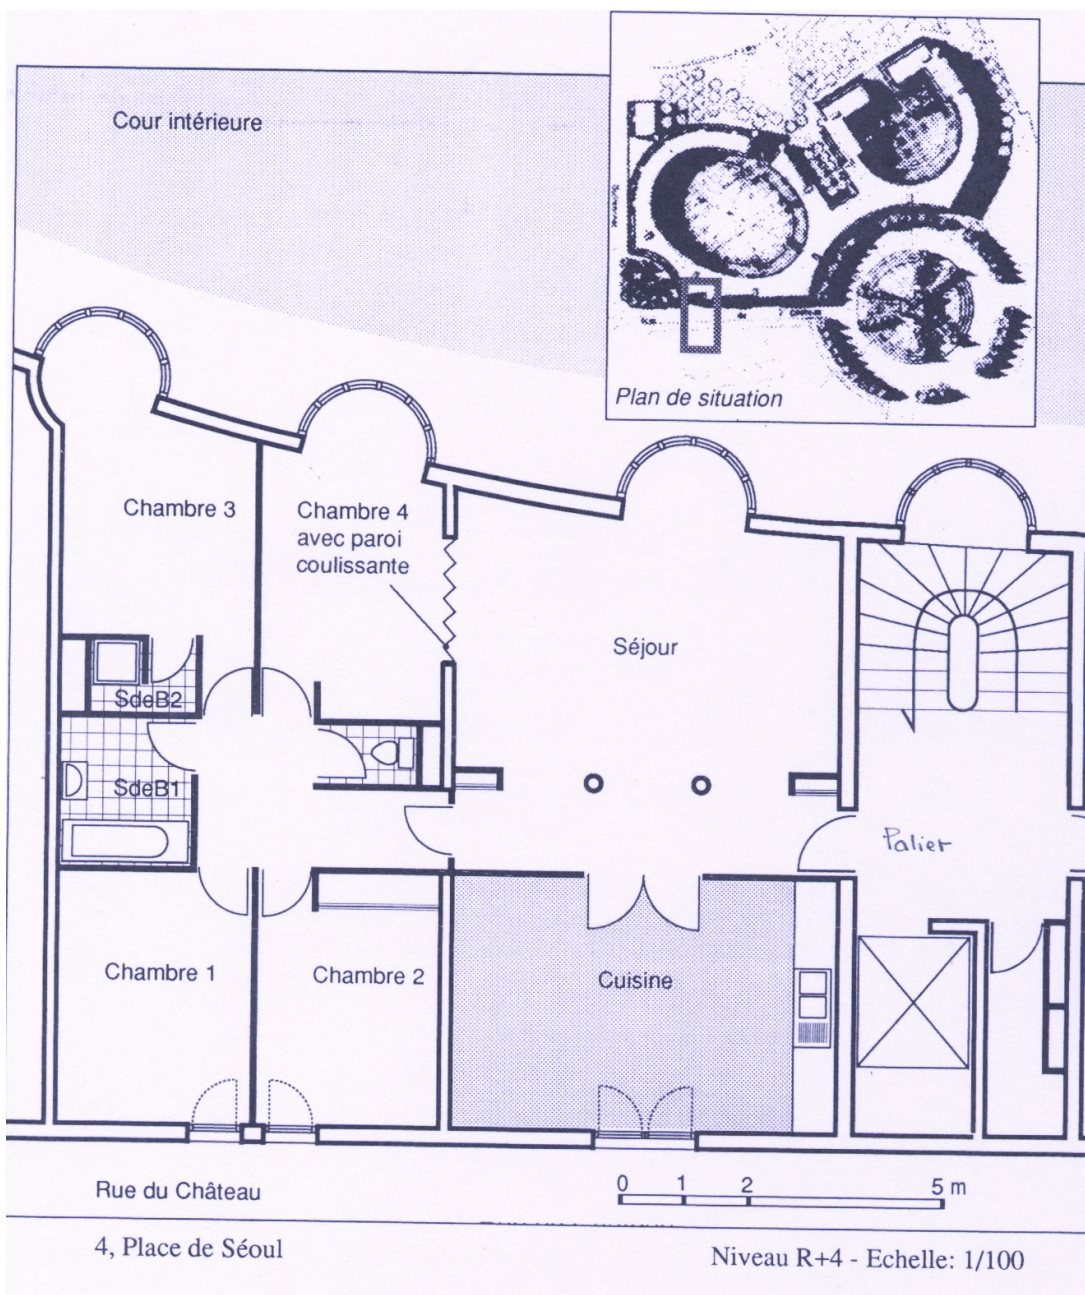 Cour intérieure
Plan de situation
Chambre 3
Chambre 4
avec paroi
coulissante
Séjour
SdeB2
SdeB1
Palier
Chambre 1
Chambre 2
Cuisine
Rue du Château
0 1 2 5 m
4, Place de Séoul
Niveau R+4 - Echelle: 1/100